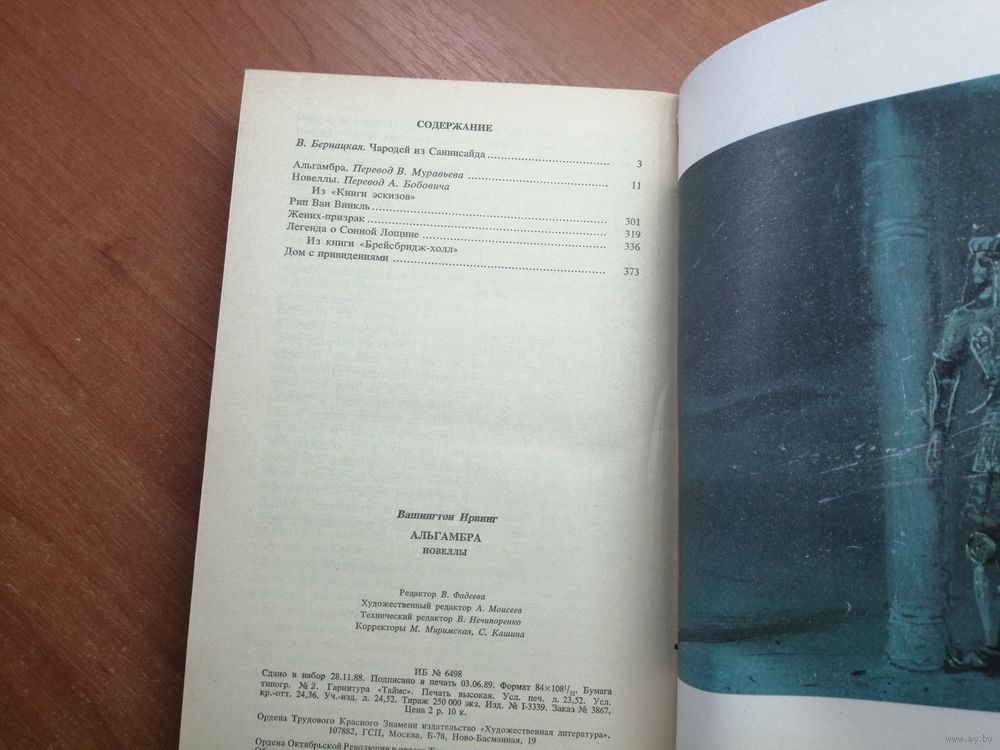 СОДЕРЖАНИЕ
В. Бернацкая. Чародей из Саннисайда 3
Альгамбра. Перевод В. Муравьева 11
Новеллы. Перевод А. Бобовича
Из «Книги эскизов»
Рип Ван Винкль 301
Жених-призрак 319
Легенда о Сонной Лощине 336
Из книги «Брейсбридж-холл»
Дом с привидениями 373
Вашингтон Ирвинг
АЛЬГАМБРА
НОВЕЛЛЫ
Редактор В. Фадеева
Художественный редактор А. Моисеев
Технический редактор В. Нечипоренко
Корректоры М. Миримская, С. Кашина
ИБ № 6498
Сдано в набор 28.11.88. Подписано в печать 03.06.89. Формат 84×108 1/32. Бумага
типогр. № 2. Гарнитура «Таймс». Печать высокая. Усл. печ. л. 23,52. Усл.
кр.-отт. 24,36. Уч.-изд. л. 24,52. Тираж 250 000 экз. Изд. № I-3339. Заказ № 3867.
Цена 2 р. 10 к.
Ордена Трудового Красного Знамени издательство «Художественная литература».
107882, ГСП, Москва, Б-78, Ново-Басманная, 19
Ордена Октябрьской Революции и ордена
www.ay.by